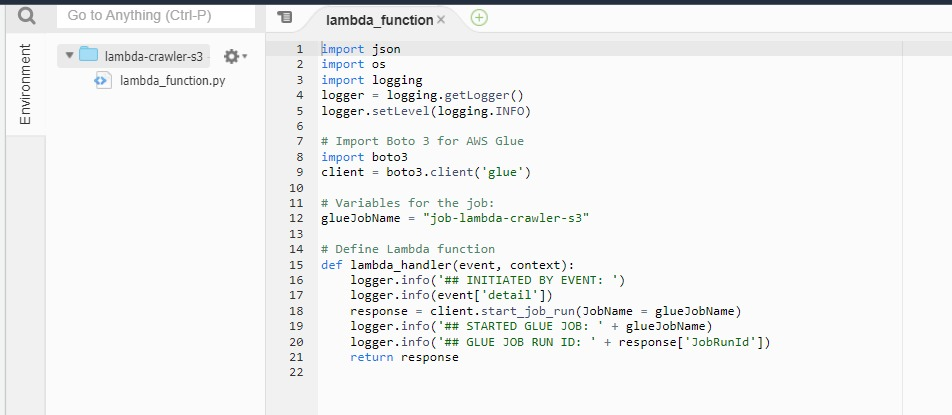 Go to Anything (Ctrl-P)
lambda_function
Environment
lambda-crawler-s3
lambda_function.py
1 import json
2 import os
3 import logging
4 logger = logging.getLogger()
5 logger.setLevel(logging.INFO)
6
7 # Import Boto 3 for AWS Glue
8 import boto3
9 client = boto3.client('glue')
10
11 # Variables for the job:
12 glueJobName = "job-lambda-crawler-s3"
13
14 # Define Lambda function
15 def lambda_handler(event, context):
16     logger.info('## INITIATED BY EVENT: ')
17     logger.info(event['detail'])
18     response = client.start_job_run(JobName = glueJobName)
19     logger.info('## STARTED GLUE JOB: ' + glueJobName)
20     logger.info('## GLUE JOB RUN ID: ' + response['JobRunId'])
21     return response
22